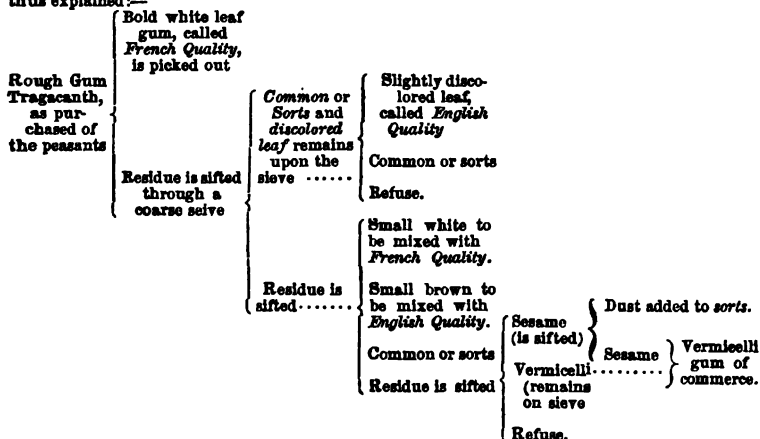 thus explained:—
Bold white leaf
gum, called
French Quality,
is picked out
Rough Gum
Tragacanth,
as pur-
chased of
the peasants
Residue is sifted
through a
coarse seive
Common or
Sorts and
discolored
leaf remains
upon the
sieve ......
Slightly disco-
lored leaf,
called English
Quality
Common or sorts
Refuse.
Residue is
sifted.......
Small white to
be mixed with
French Quality.
Small brown to
be mixed with
English Quality.
Common or sorts
Residue is sifted
Sesame
(is sifted)
Dust added to sorts.
Sesame
Vermicelli.........
(remains
on sieve
Vermicelli
gum of
commerce.
Refuse.